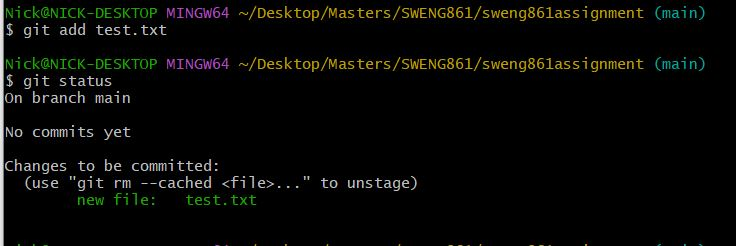 Nick@NICK-DESKTOP MINGW64 ~/Desktop/Masters/SWENG861/sweng861assignment (main)
$ git add test.txt
Nick@NICK-DESKTOP MINGW64 ~/Desktop/Masters/SWENG861/sweng861assignment (main)
$ git status
On branch main
No commits yet
Changes to be committed:
  (use "git rm --cached <file>..." to unstage)
        new file:   test.txt